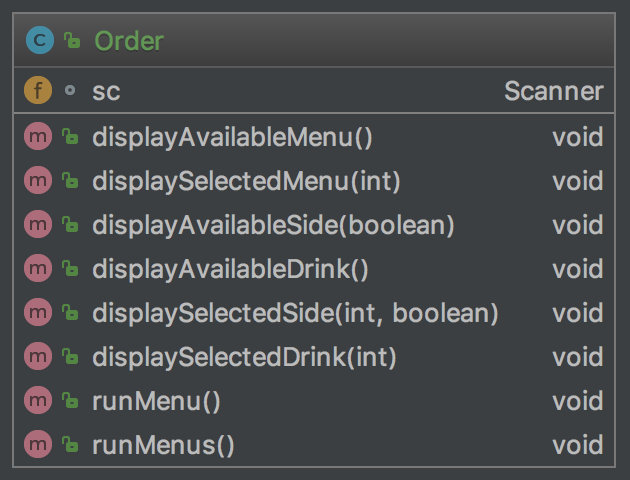 C Order
f sc Scanner
m displayAvailableMenu() void
m displaySelectedMenu(int) void
m displayAvailableSide(boolean) void
m displayAvailableDrink() void
m displaySelectedSide(int, boolean) void
m displaySelectedDrink(int) void
m runMenu() void
m runMenus() void